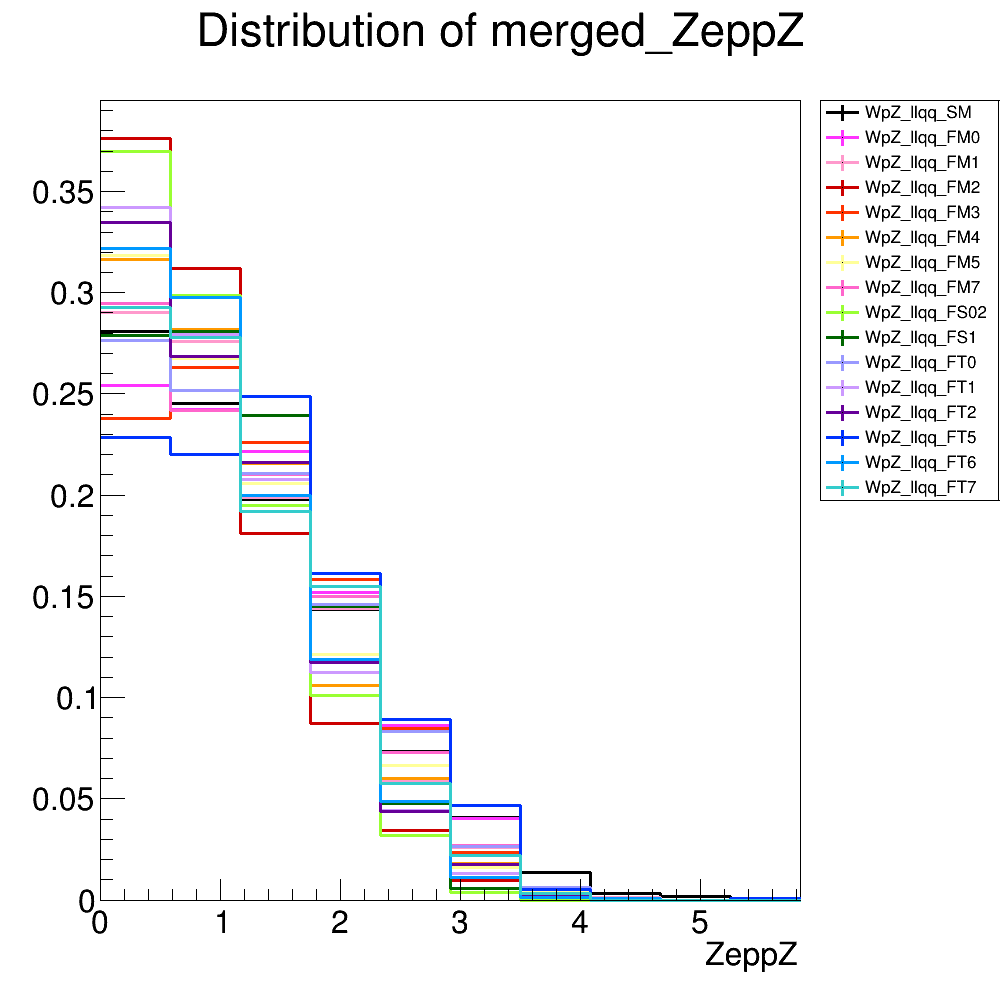 Distribution of merged_ZeppZ
WpZ_llqq_SM
WpZ_llqq_FM0
WpZ_llqq_FM1
WpZ_llqq_FM2
WpZ_llqq_FM3
WpZ_llqq_FM4
WpZ_llqq_FM5
WpZ_llqq_FM7
WpZ_llqq_FS02
WpZ_llqq_FS1
WpZ_llqq_FT0
WpZ_llqq_FT1
WpZ_llqq_FT2
WpZ_llqq_FT5
WpZ_llqq_FT6
WpZ_llqq_FT7
0.35
0.3
0.25
0.2
0.15
0.1
0.05
0
0 1 2 3 4 5
ZeppZ